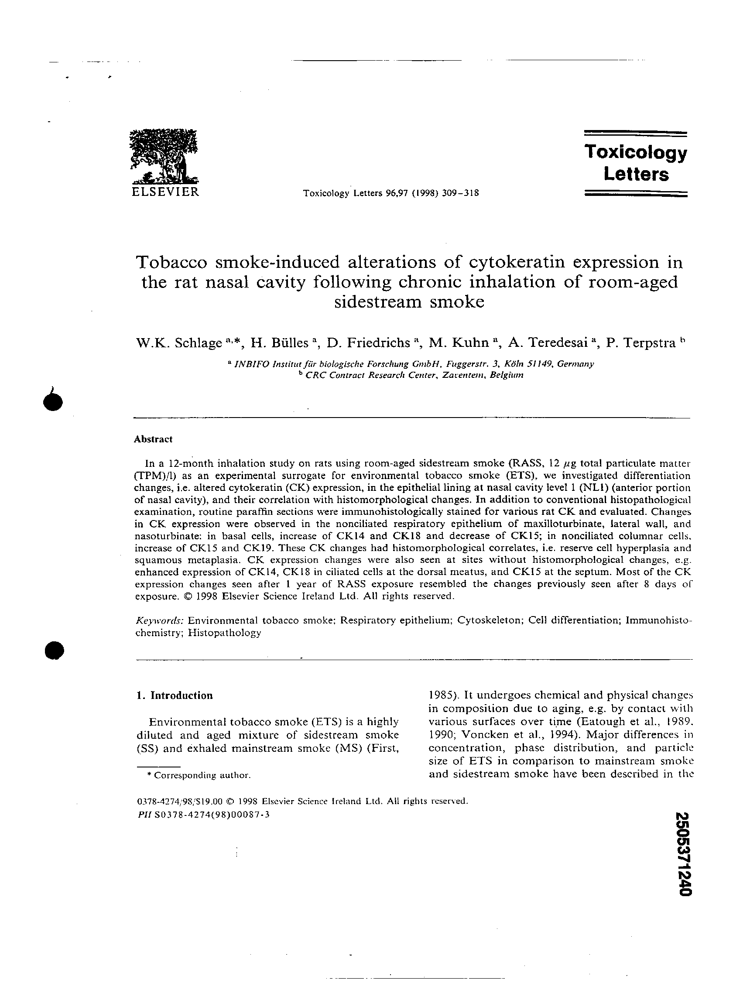 ELSEVIER
Toxicology Letters 96,97 (1998) 309–318
Toxicology
Letters
Tobacco smoke-induced alterations of cytokeratin expression in
the rat nasal cavity following chronic inhalation of room-aged
sidestream smoke
W.K. Schlage a,*, H. Bülles a, D. Friedrichs a, M. Kuhn a, A. Teredesai a, P. Terpstra b
a INBIFO Institut für biologische Forschung GmbH, Fuggerstr. 3, Köln 51149, Germany
b CRC Contract Research Center, Zaventem, Belgium
Abstract
In a 12-month inhalation study on rats using room-aged sidestream smoke (RASS, 12 μg total particulate matter
(TPM)/l) as an experimental surrogate for environmental tobacco smoke (ETS), we investigated differentiation
changes, i.e. altered cytokeratin (CK) expression, in the epithelial lining at nasal cavity level 1 (NL1) (anterior portion
of nasal cavity), and their correlation with histomorphological changes. In addition to conventional histopathological
examination, routine paraffin sections were immunohistologically stained for various rat CK and evaluated. Changes
in CK expression were observed in the nonciliated respiratory epithelium of maxilloturbinate, lateral wall, and
nasoturbinate: in basal cells, increase of CK14 and CK18 and decrease of CK15; in nonciliated columnar cells,
increase of CK15 and CK19. These CK changes had histomorphological correlates, i.e. reserve cell hyperplasia and
squamous metaplasia. CK expression changes were also seen at sites without histomorphological changes, e.g.
enhanced expression of CK14, CK18 in ciliated cells at the dorsal meatus, and CK15 at the septum. Most of the CK
expression changes seen after 1 year of RASS exposure resembled the changes previously seen after 8 days of
exposure. © 1998 Elsevier Science Ireland Ltd. All rights reserved.
Keywords: Environmental tobacco smoke; Respiratory epithelium; Cytoskeleton; Cell differentiation; Immunohisto-
chemistry; Histopathology
1. Introduction
Environmental tobacco smoke (ETS) is a highly
diluted and aged mixture of sidestream smoke
(SS) and exhaled mainstream smoke (MS) (First,
* Corresponding author.
1985). It undergoes chemical and physical changes
in composition due to aging, e.g. by contact with
various surfaces over time (Eatough et al., 1989,
1990; Voncken et al., 1994). Major differences in
concentration, phase distribution, and particle
size of ETS in comparison to mainstream smoke
and sidestream smoke have been described in the
0378-4274/98/$19.00 © 1998 Elsevier Science Ireland Ltd. All rights reserved.
PII S0378-4274(98)00087-3
2505371240